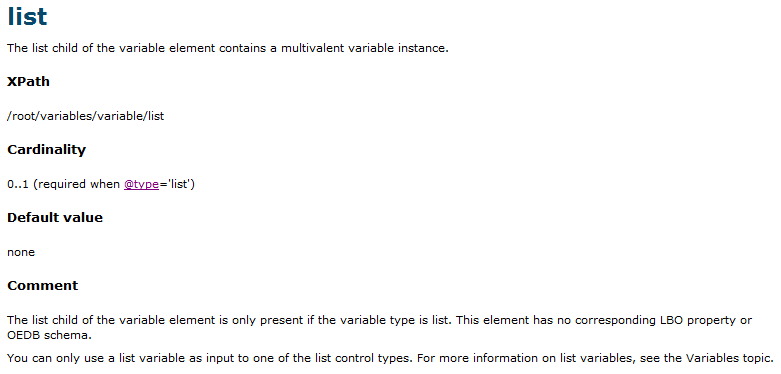 list
The list child of the variable element contains a multivalent variable instance.
XPath
/root/variables/variable/list
Cardinality
0..1 (required when @type='list')
Default value
none
Comment
The list child of the variable element is only present if the variable type is list. This element has no corresponding LBO property or
OEDB schema.
You can only use a list variable as input to one of the list control types. For more information on list variables, see the Variables topic.